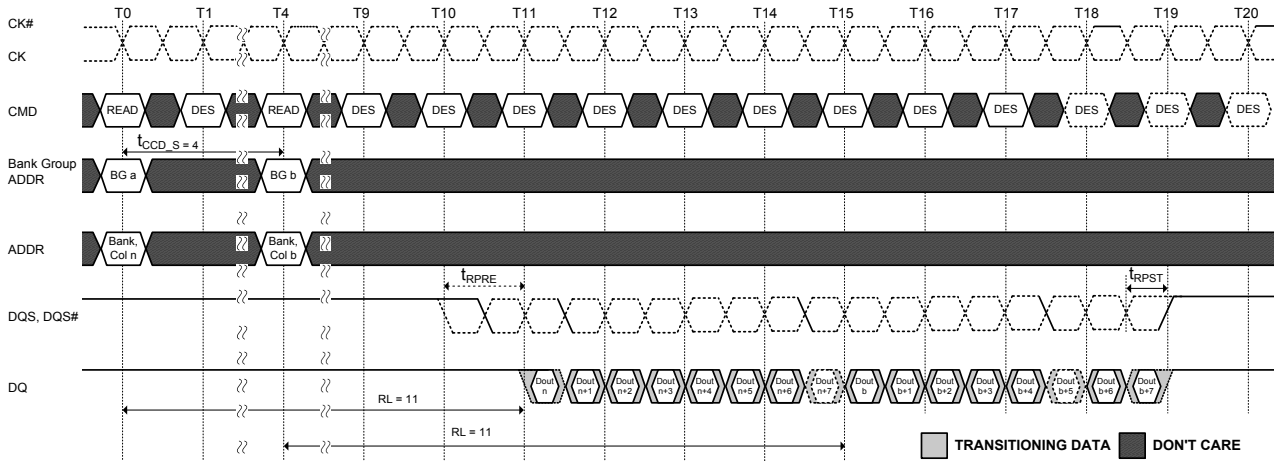 T0 T1 T4 T9 T10 T11 T12 T13 T14 T15 T16 T17 T18 T19 T20
CK#
CK
CMD READ DES READ DES DES DES DES DES DES DES DES DES DES DES DES
tCCD_S = 4
Bank Group
ADDR BG a BG b
ADDR Bank, Col n Bank, Col b
tRPRE tRPST
DQS, DQS#
DQ Dout n Dout n+1 Dout n+2 Dout n+3 Dout n+4 Dout n+5 Dout n+6 Dout n+7 Dout b Dout b+1 Dout b+2 Dout b+3 Dout b+4 Dout b+5 Dout b+6 Dout b+7
RL = 11
RL = 11
TRANSITIONING DATA DON'T CARE